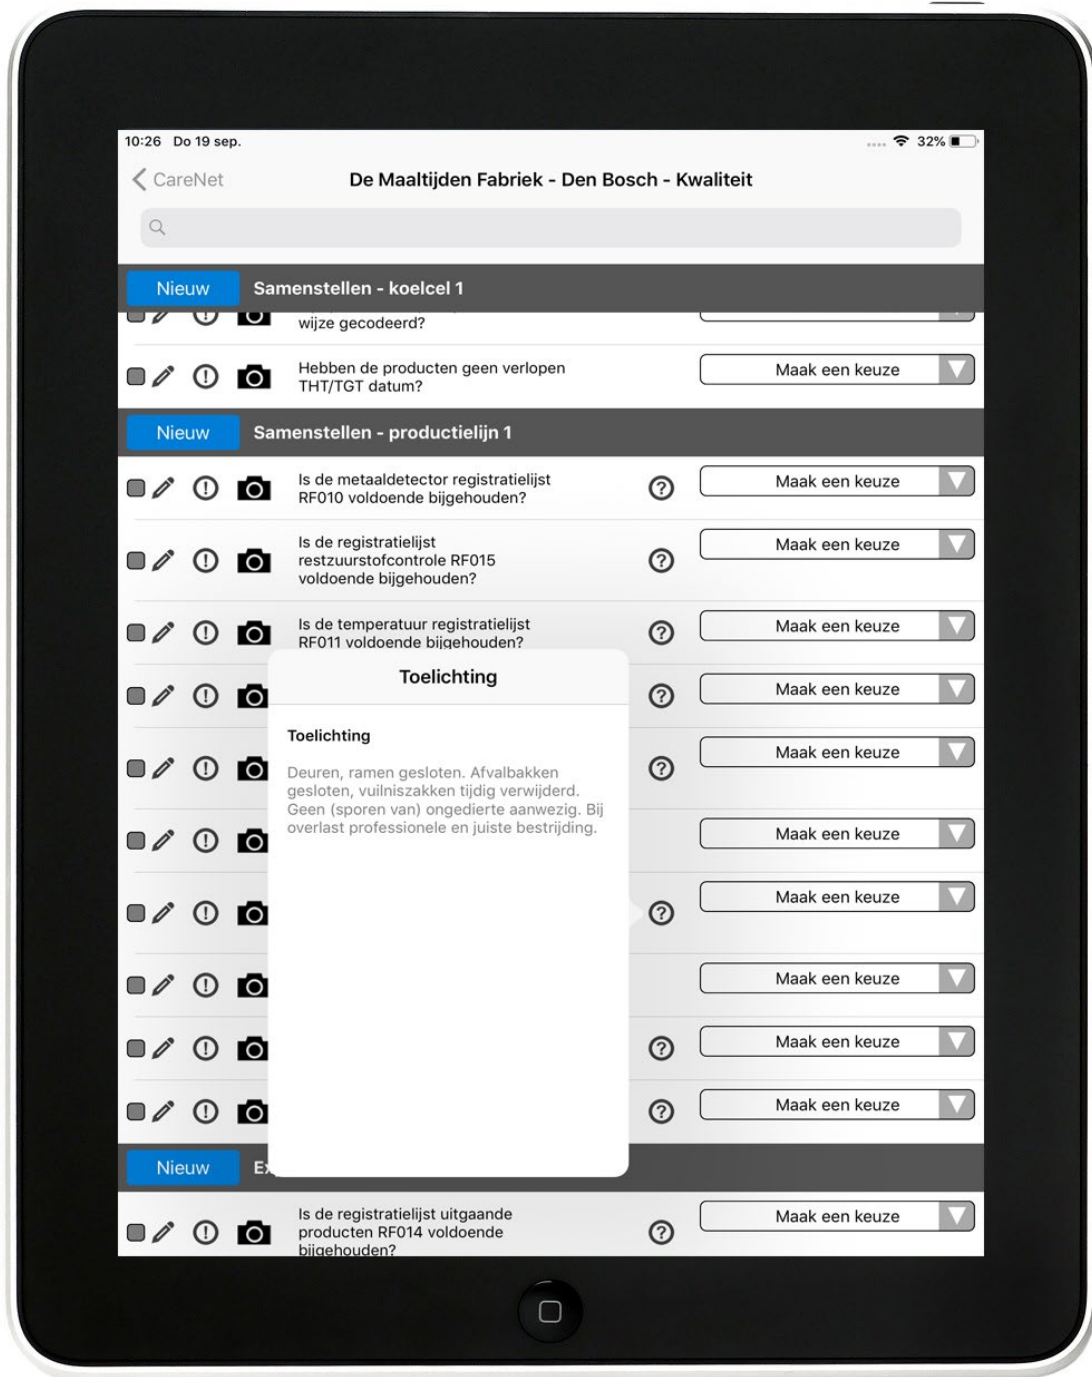 10:26 Do 19 sep.
32%
CareNet
De Maaltijden Fabriek - Den Bosch - Kwaliteit
Nieuw
Samenstellen - koelcel 1
wijze gecodeerd?
Hebben de producten geen verlopen
THT/TGT datum?
Maak een keuze
Nieuw
Samenstellen - productielijn 1
Is de metaaldetector registratielijst
RF010 voldoende bijgehouden?
Maak een keuze
Is de registratielijst
restzuurstofcontrole RF015
voldoende bijgehouden?
Maak een keuze
Is de temperatuur registratielijst
RF011 voldoende bijgehouden?
Maak een keuze
Maak een keuze
Maak een keuze
Maak een keuze
Maak een keuze
Maak een keuze
Maak een keuze
Maak een keuze
Toelichting
Toelichting
Deuren, ramen gesloten. Afvalbakken
gesloten, vuilniszakken tijdig verwijderd.
Geen (sporen van) ongedierte aanwezig. Bij
overlast professionele en juiste bestrijding.
Nieuw
Is de registratielijst uitgaande
producten RF014 voldoende
bijgehouden?
Maak een keuze